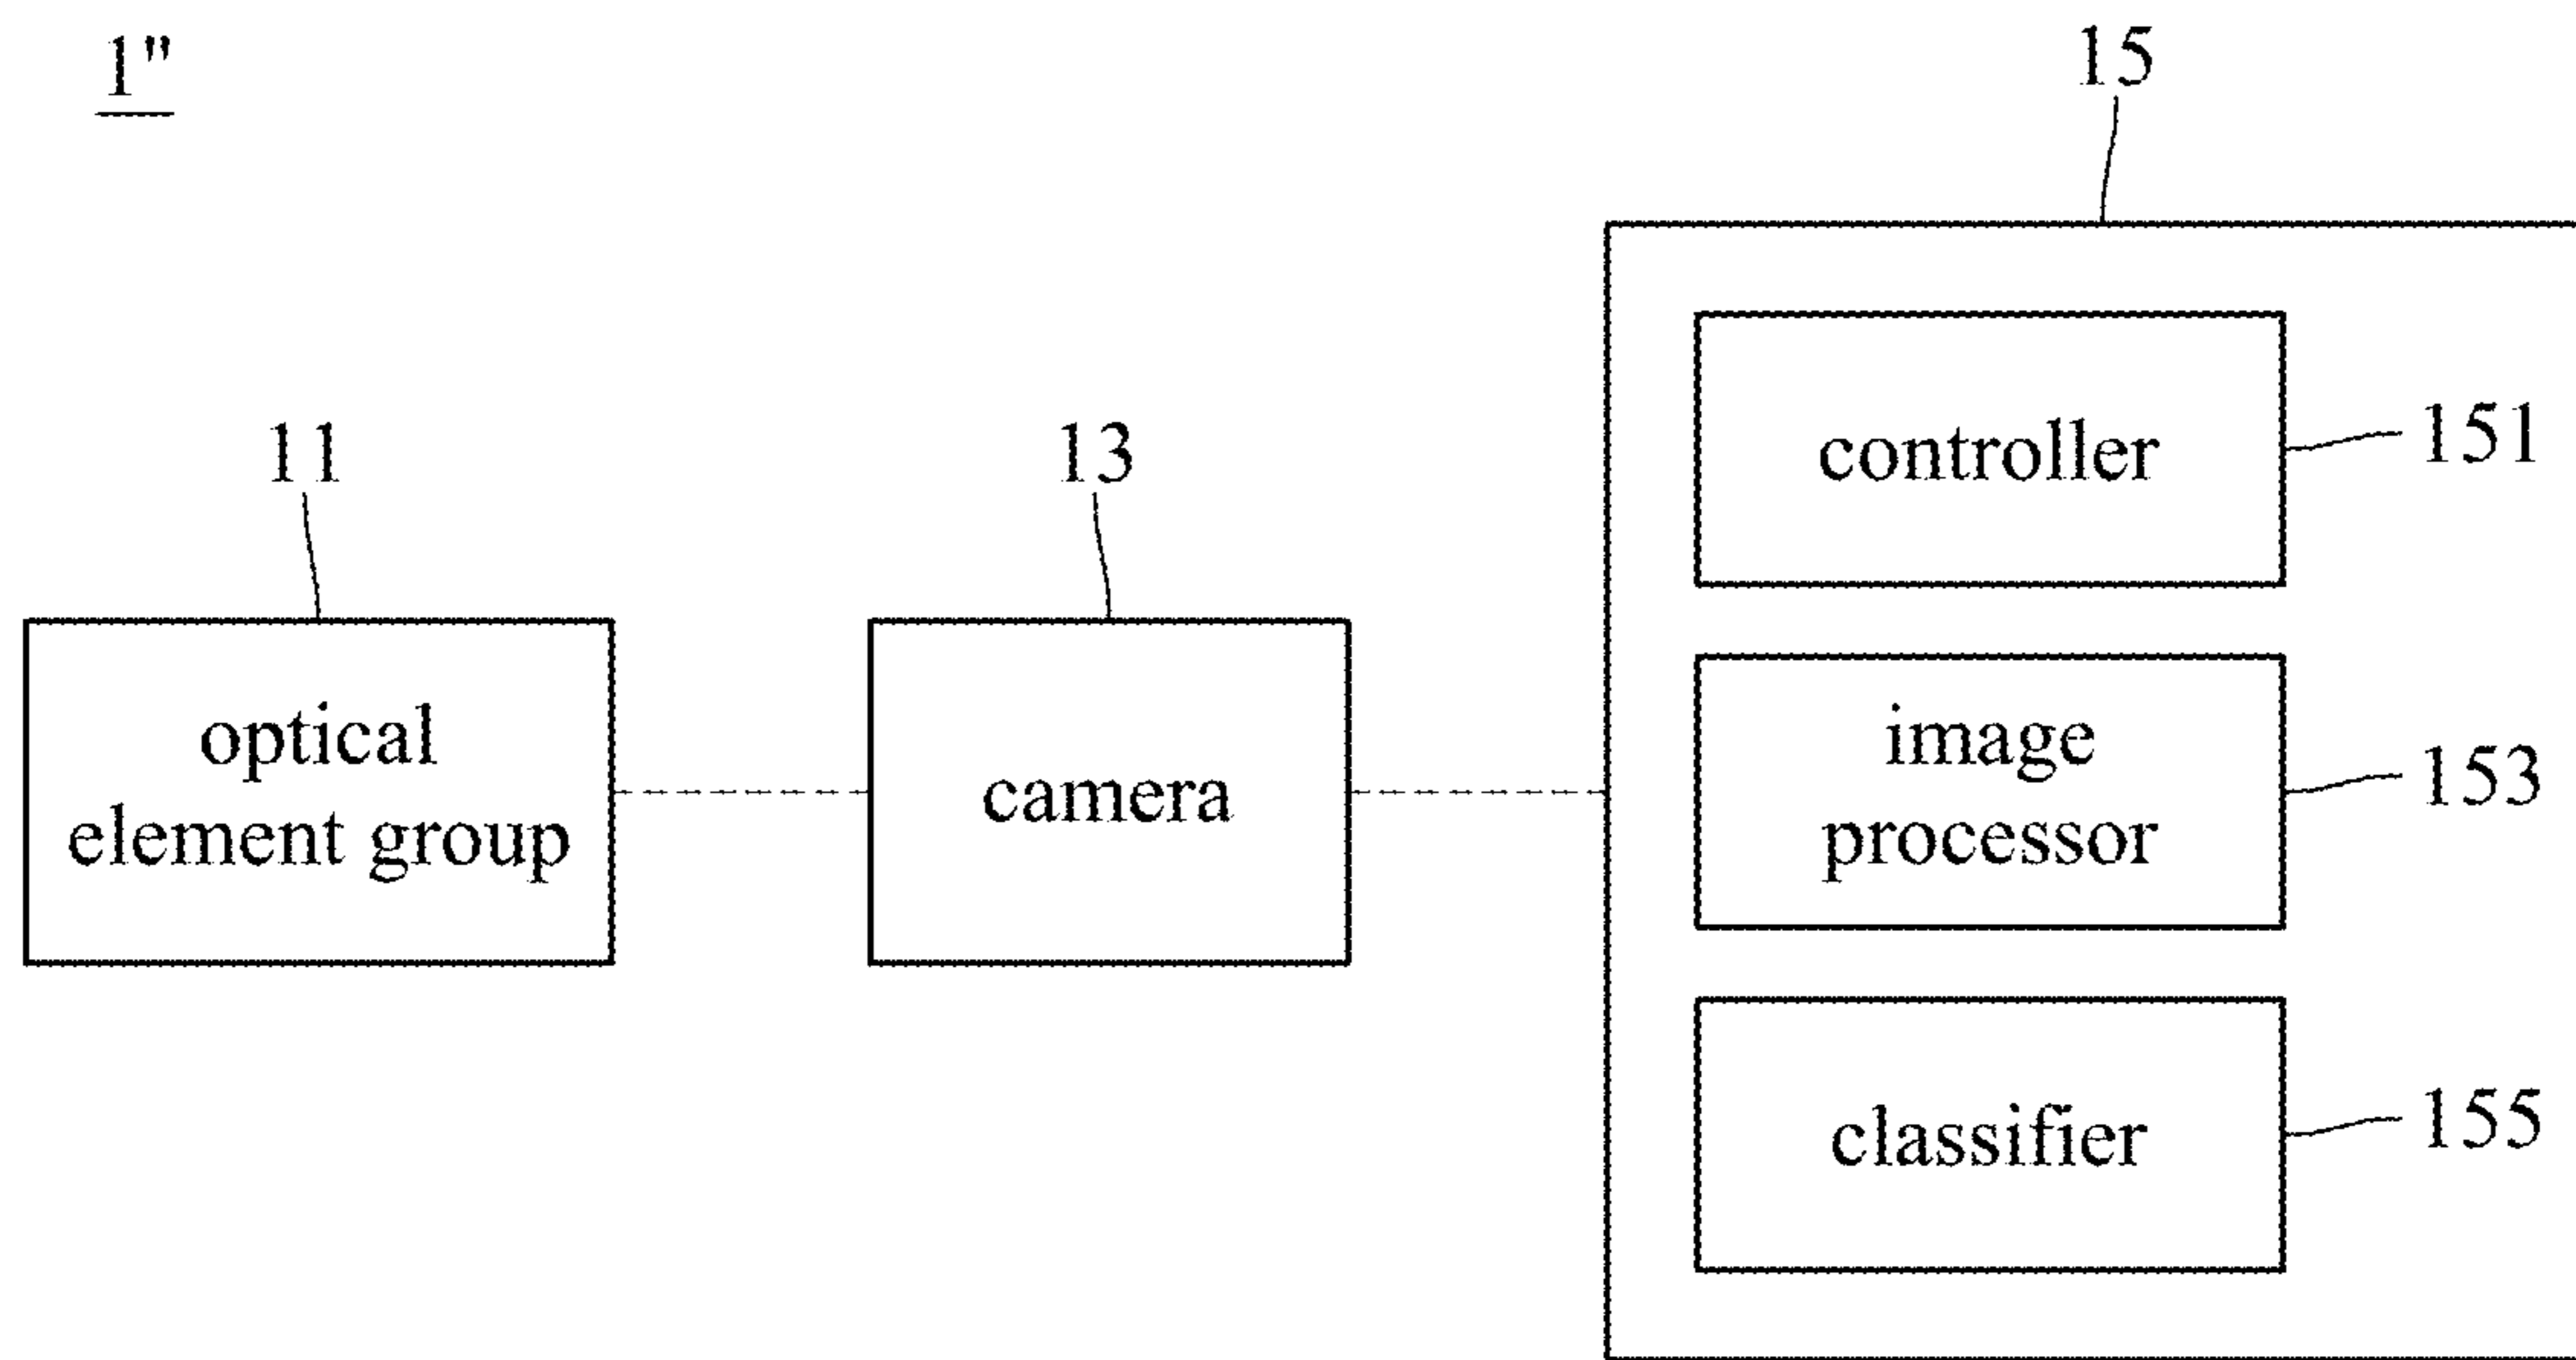 1"
15
11
13
controller
151
optical
element group
camera
image
processor
153
classifier
155